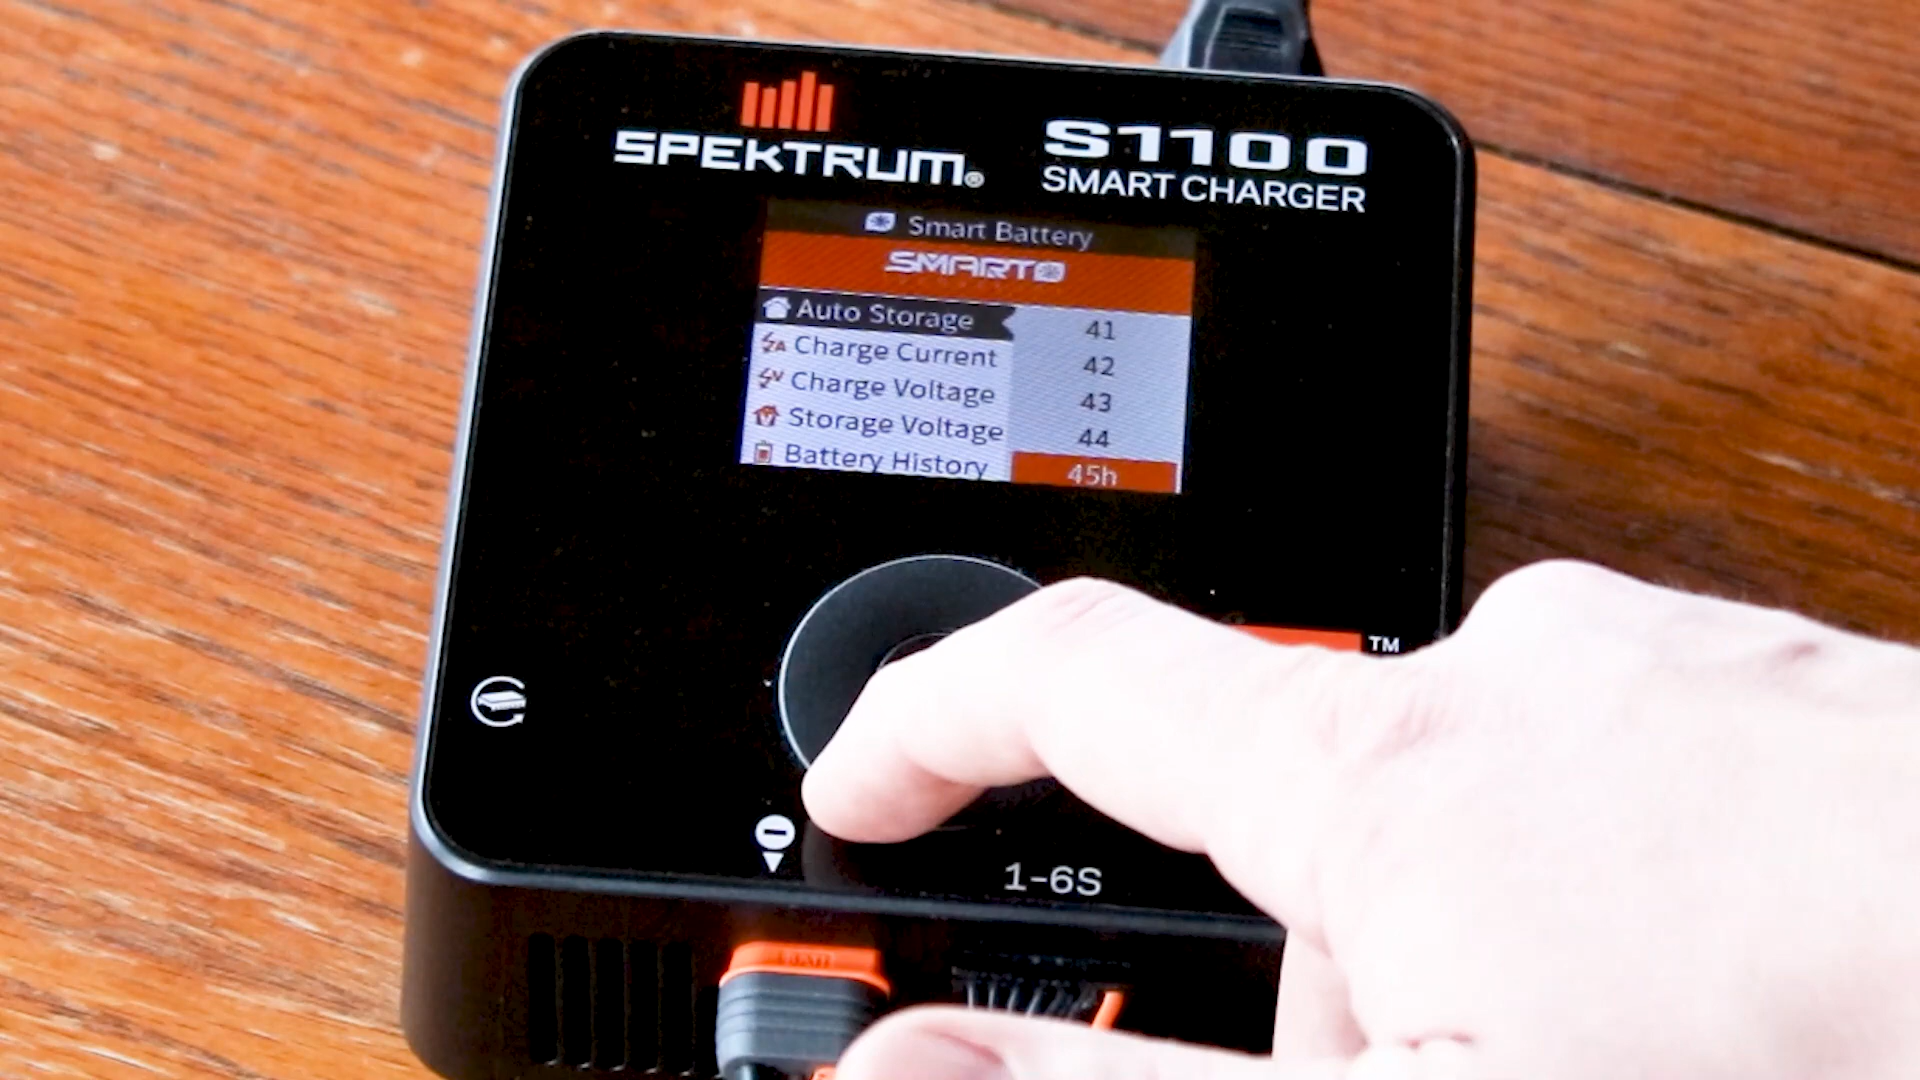 SPEKTRUM®
S1100
SMART CHARGER
Smart Battery
SMART
Auto Storage 41
Charge Current 42
Charge Voltage 43
Storage Voltage 44
Battery History 45h
TM
1-6S